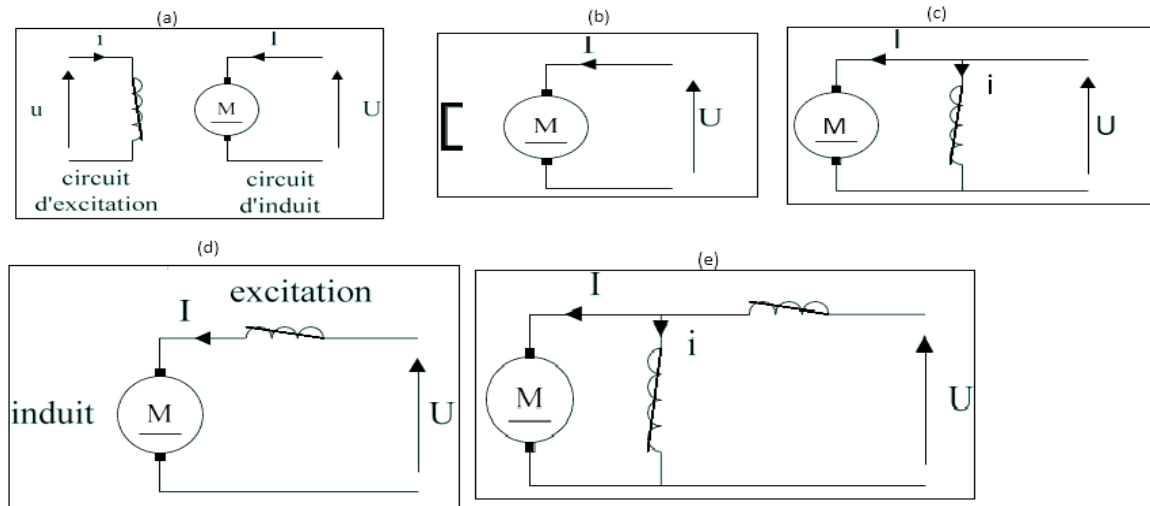 (a)
ı I
u M U
circuit d'excitation
circuit d'induit
(b)
I
M U
(c)
I
i
M U
(d)
excitation
I
induit M U
(e)
I
i
M U